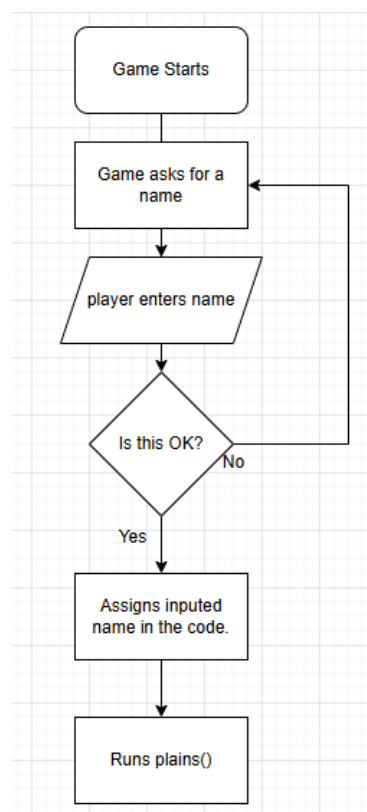 Game Starts
Game asks for a
name
player enters name
Is this OK?
No
Yes
Assigns inputed
name in the code.
Runs plains()